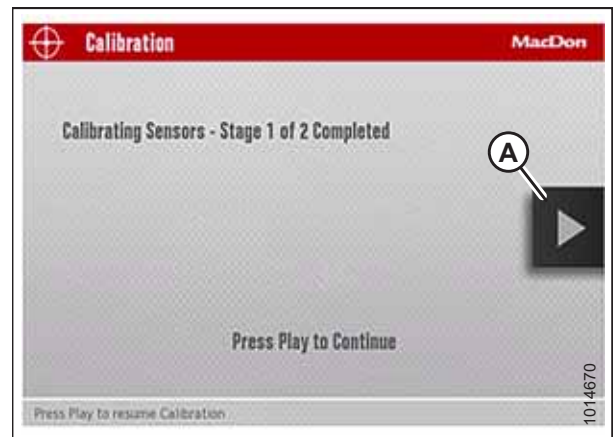 Calibration MacDon
Calibrating Sensors - Stage 1 of 2 Completed
A
Press Play to Continue
Press Play to resume Calibration
1014670